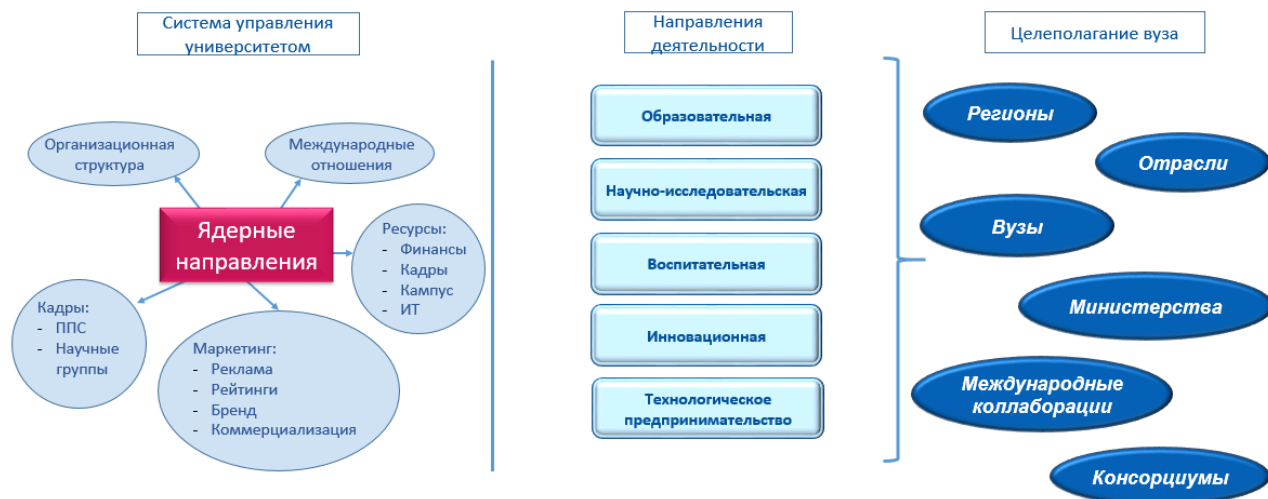 Система управления
университетом
Организационная
структура
Международные
отношения
Ядерные
направления
Ресурсы:
- Финансы
- Кадры
- Кампус
- ИТ
Кадры:
- ППС
- Научные
группы
Маркетинг:
- Реклама
- Рейтинги
- Бренд
- Коммерциализация
Направления
деятельности
Образовательная
Научно-исследовательская
Воспитательная
Инновационная
Технологическое
предпринимательство
Целеполагание вуза
Регионы
Отрасли
Вузы
Министерства
Международные
коллаборации
Консорциумы